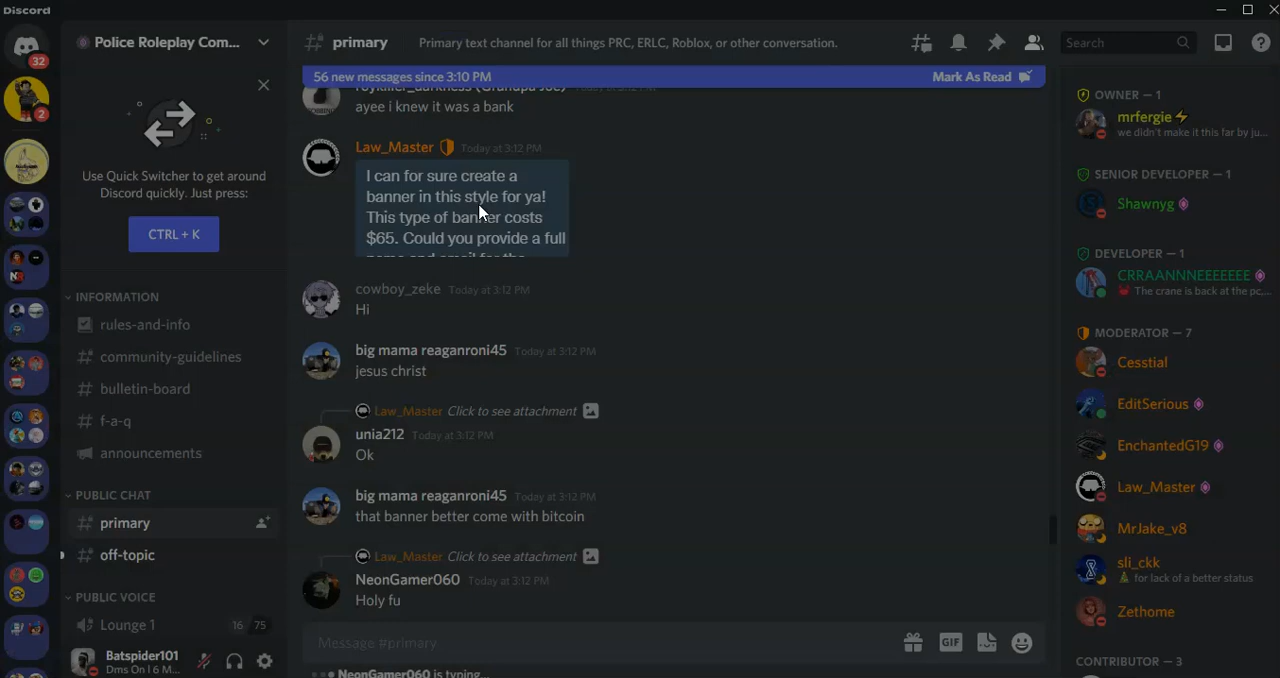 Discord
32
Police Roleplay Com...
primary
Primary text channel for all things PRC, ERLC, Roblox, or other conversation.
Search
2
Use Quick Switcher to get around
Discord quickly. Just press:
CTRL + K
INFORMATION
rules-and-info
community-guidelines
bulletin-board
f-a-q
announcements
PUBLIC CHAT
primary
off-topic
PUBLIC VOICE
Lounge 1 16 75
Batspider101
Dms On I 6 M...
56 new messages since 3:10 PM Mark As Read
ayee i knew it was a bank
Law_Master Today at 3:12 PM
I can for sure create a
banner in this style for ya!
This type of banner costs
$65. Could you provide a full
name and email for the
cowboy_zeke Today at 3:12 PM
Hi
big mama reaganroni45 Today at 3:12 PM
jesus christ
Law_Master Click to see attachment
unia212 Today at 3:12 PM
Ok
big mama reaganroni45 Today at 3:12 PM
that banner better come with bitcoin
Law_Master Click to see attachment
NeonGamer060 Today at 3:12 PM
Holy fu
Message #primary
GIF
NeonGamer060 is typing...
OWNER — 1
mrfergie
we didn't make it this far by ju...
SENIOR DEVELOPER — 1
Shawnyg
DEVELOPER — 1
CRRAANNNEEEEEEE
The crane is back at the pc,...
MODERATOR — 7
Cesstial
EditSerious
EnchantedG19
Law_Master
MrJake_v8
sli_ckk
for lack of a better status
Zethome
CONTRIBUTOR — 3